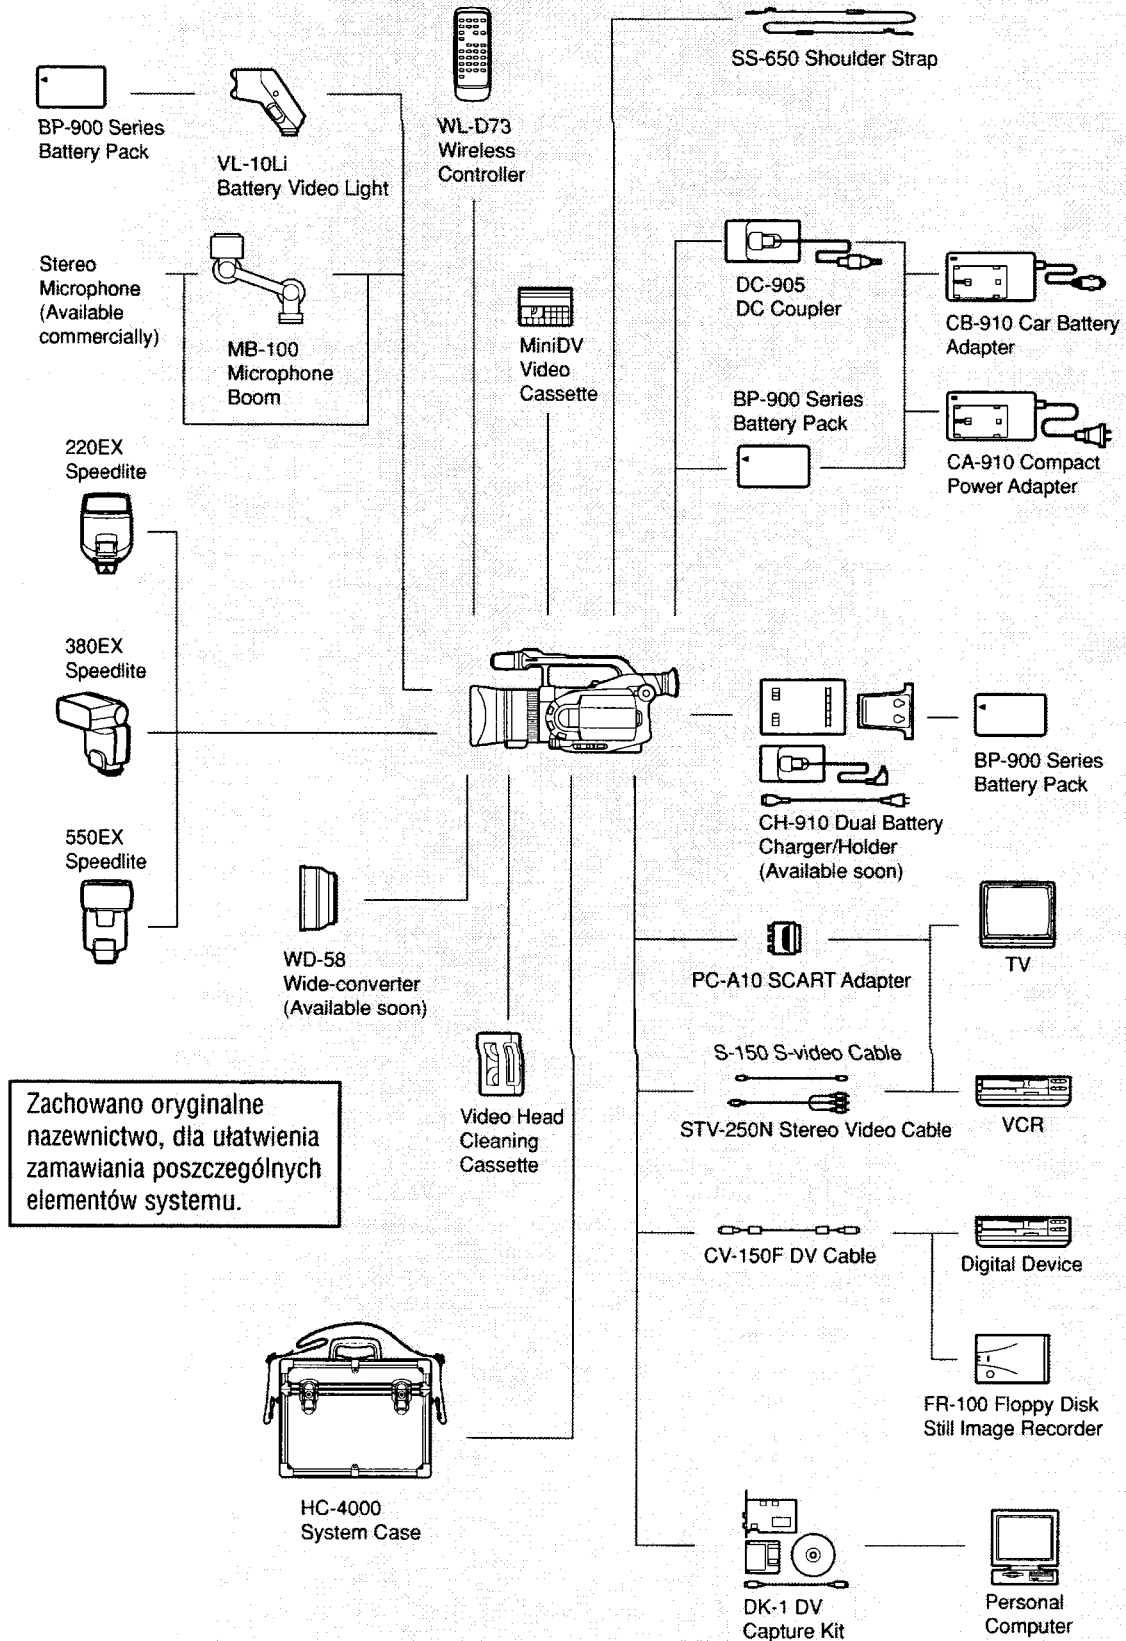 SS-650 Shoulder Strap
BP-900 Series
Battery Pack
VL-10Li
Battery Video Light
WL-D73
Wireless
Controller
Stereo
Microphone
(Available
commercially)
MB-100
Microphone
Boom
MiniDV
Video
Cassette
DC-905
DC Coupler
CB-910 Car Battery
Adapter
BP-900 Series
Battery Pack
CA-910 Compact
Power Adapter
220EX
Speedlite
380EX
Speedlite
550EX
Speedlite
BP-900 Series
Battery Pack
CH-910 Dual Battery
Charger/Holder
(Available soon)
WD-58
Wide-converter
(Available soon)
PC-A10 SCART Adapter
TV
S-150 S-video Cable
STV-250N Stereo Video Cable
VCR
Video Head
Cleaning
Cassette
Zachowano oryginalne
nazewnictwo, dla ułatwienia
zamawiania poszczególnych
elementów systemu.
CV-150F DV Cable
Digital Device
FR-100 Floppy Disk
Still Image Recorder
HC-4000
System Case
DK-1 DV
Capture Kit
Personal
Computer